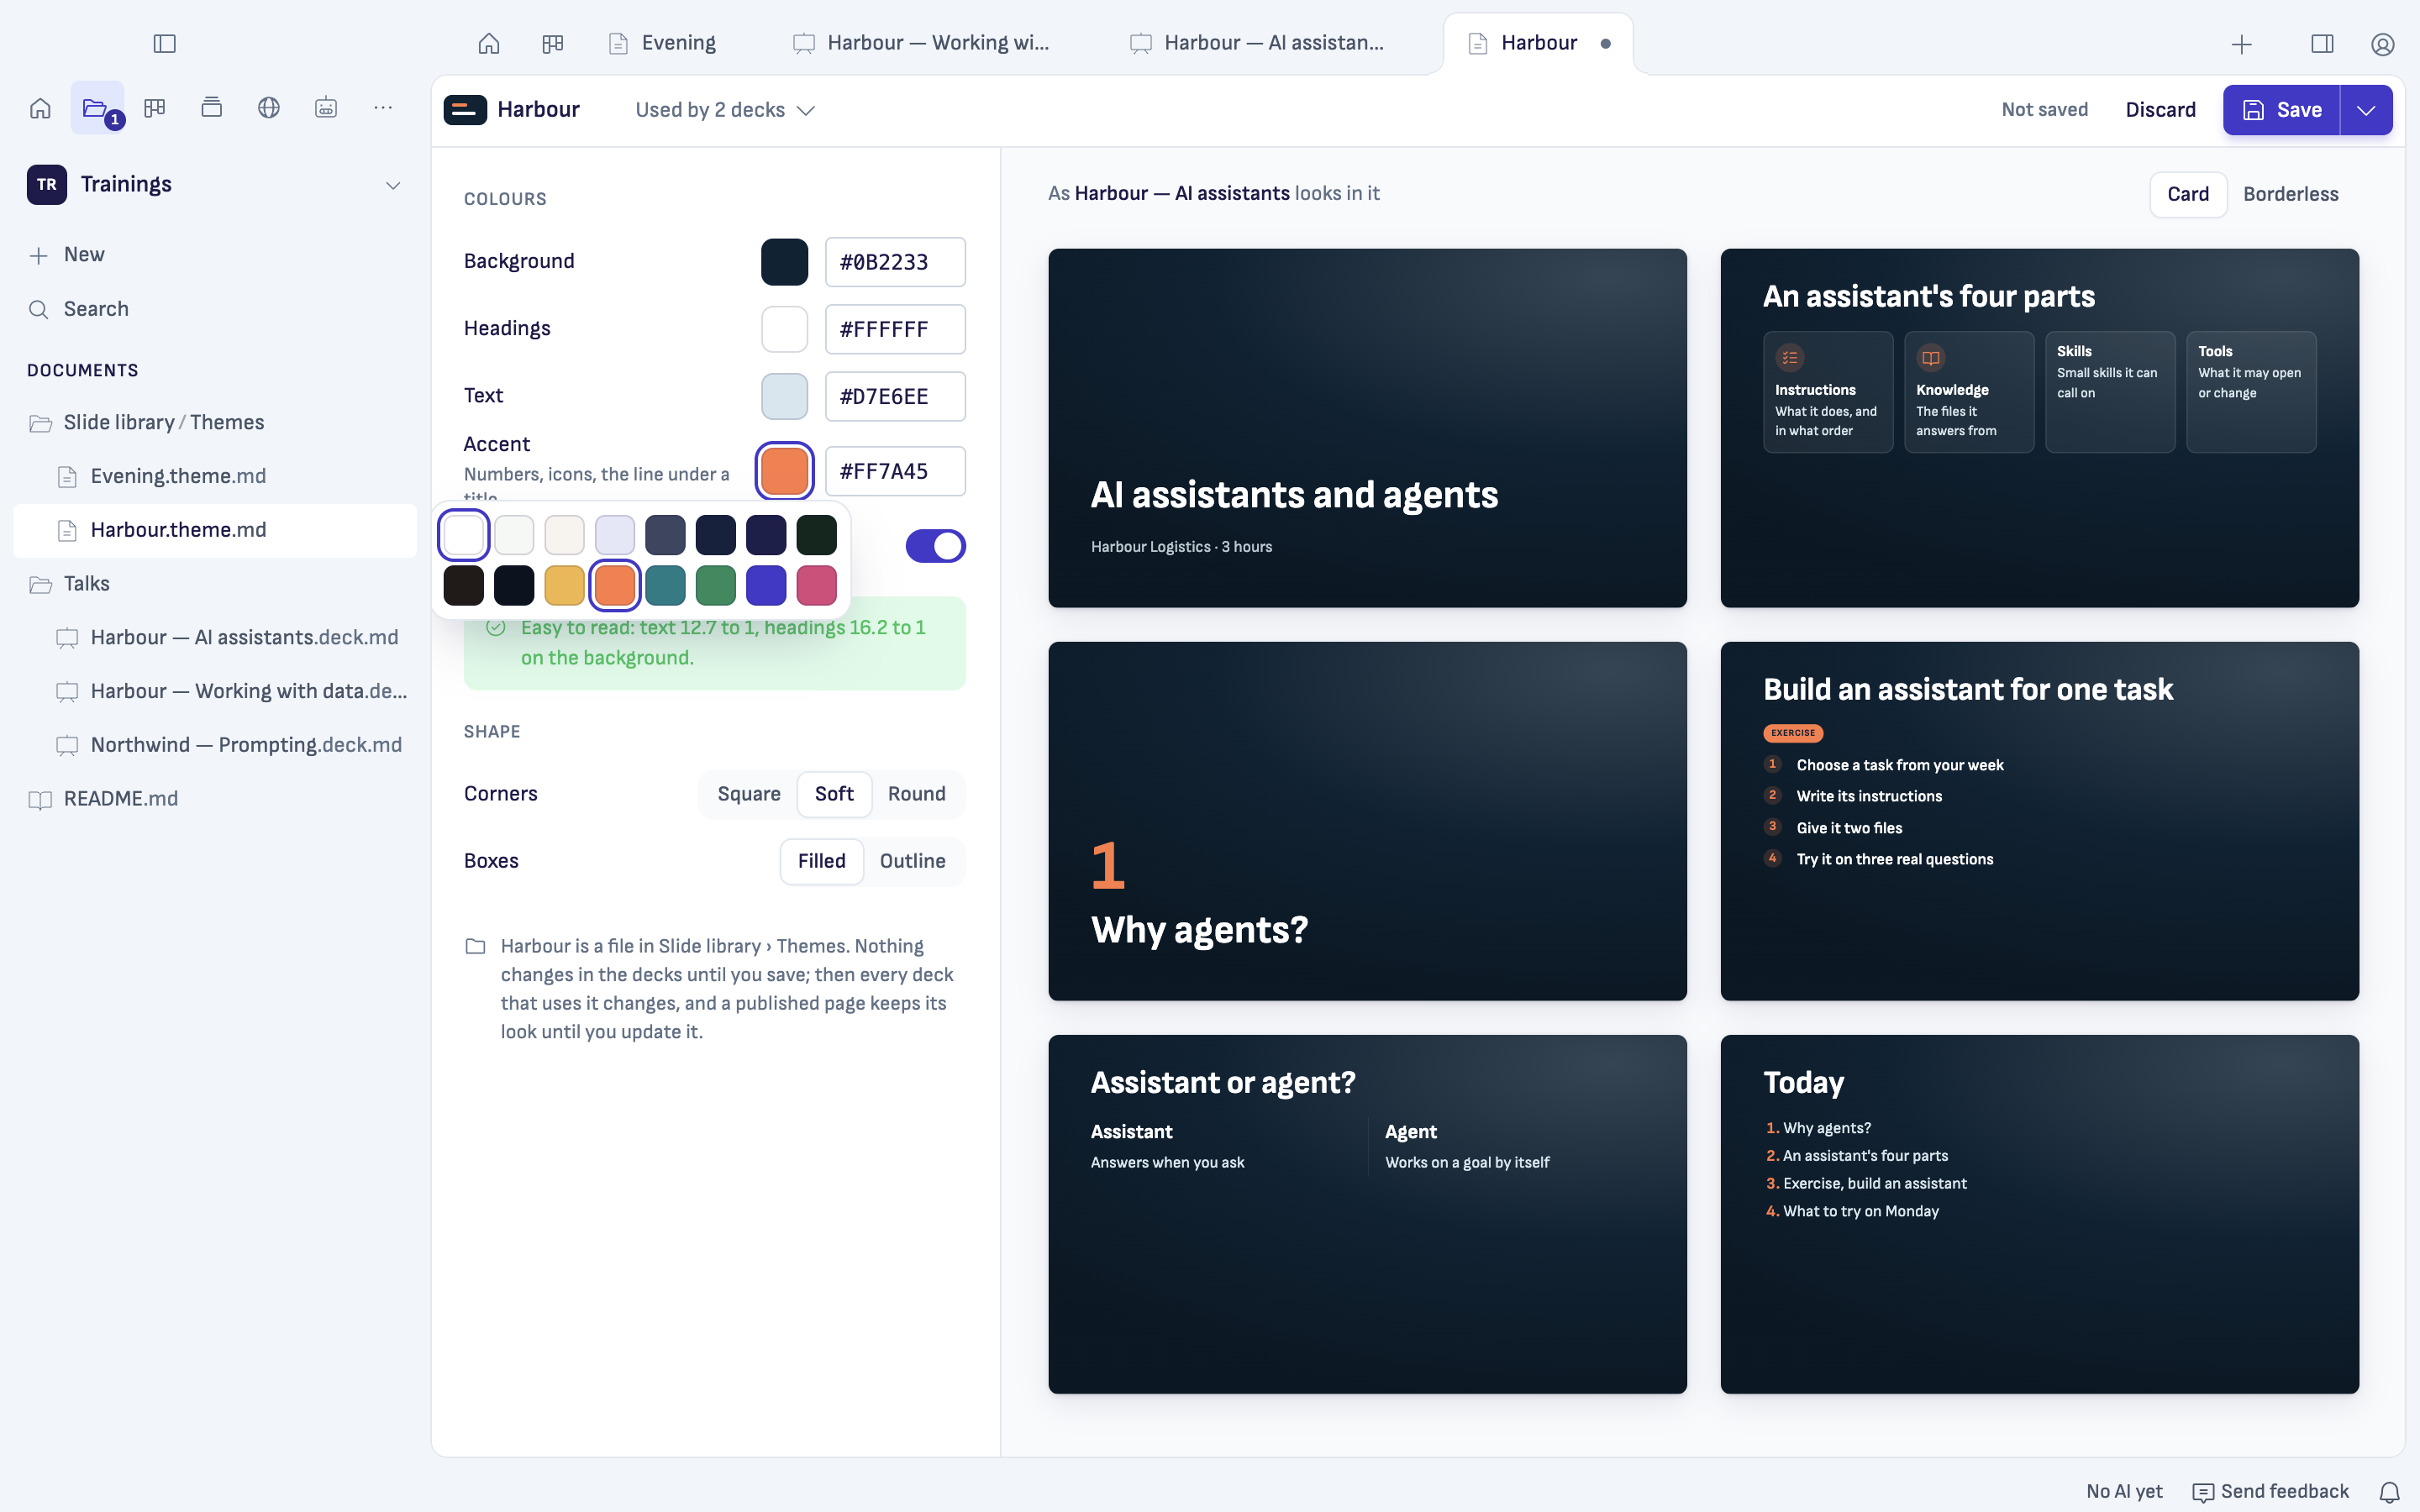 Evening
Harbour — Working wi...
Harbour — AI assistan...
Harbour
1
TR Trainings
New
Search
DOCUMENTS
Slide library / Themes
Evening.theme.md
Harbour.theme.md
Talks
Harbour — AI assistants.deck.md
Harbour — Working with data.de...
Northwind — Prompting.deck.md
README.md
Harbour
Used by 2 decks
Not saved
Discard
Save
COLOURS
Background
#0B2233
Headings
#FFFFFF
Text
#D7E6EE
Accent
Numbers, icons, the line under a
title
#FF7A45
Easy to read: text 12.7 to 1, headings 16.2 to 1
on the background.
SHAPE
Corners
Square
Soft
Round
Boxes
Filled
Outline
Harbour is a file in Slide library › Themes. Nothing
changes in the decks until you save; then every deck
that uses it changes, and a published page keeps its
look until you update it.
As Harbour — AI assistants looks in it
Card
Borderless
AI assistants and agents
Harbour Logistics · 3 hours
An assistant's four parts
Instructions
What it does, and
in what order
Knowledge
The files it
answers from
Skills
Small skills it can
call on
Tools
What it may open
or change
1
Why agents?
Build an assistant for one task
EXERCISE
1 Choose a task from your week
2 Write its instructions
3 Give it two files
4 Try it on three real questions
Assistant or agent?
Assistant
Answers when you ask
Agent
Works on a goal by itself
Today
1. Why agents?
2. An assistant's four parts
3. Exercise, build an assistant
4. What to try on Monday
No AI yet
Send feedback